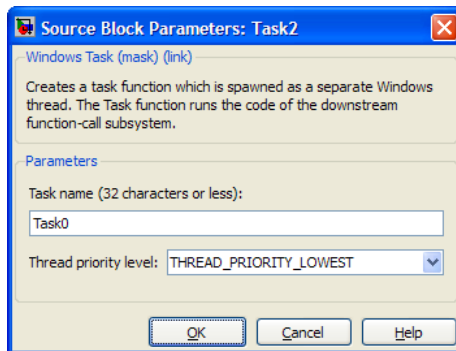 Source Block Parameters: Task2
Windows Task (mask) (link)
Creates a task function which is spawned as a separate Windows
thread. The Task function runs the code of the downstream
function-call subsystem.
Parameters
Task name (32 characters or less):
Task0
Thread priority level: THREAD_PRIORITY_LOWEST
OK Cancel Help